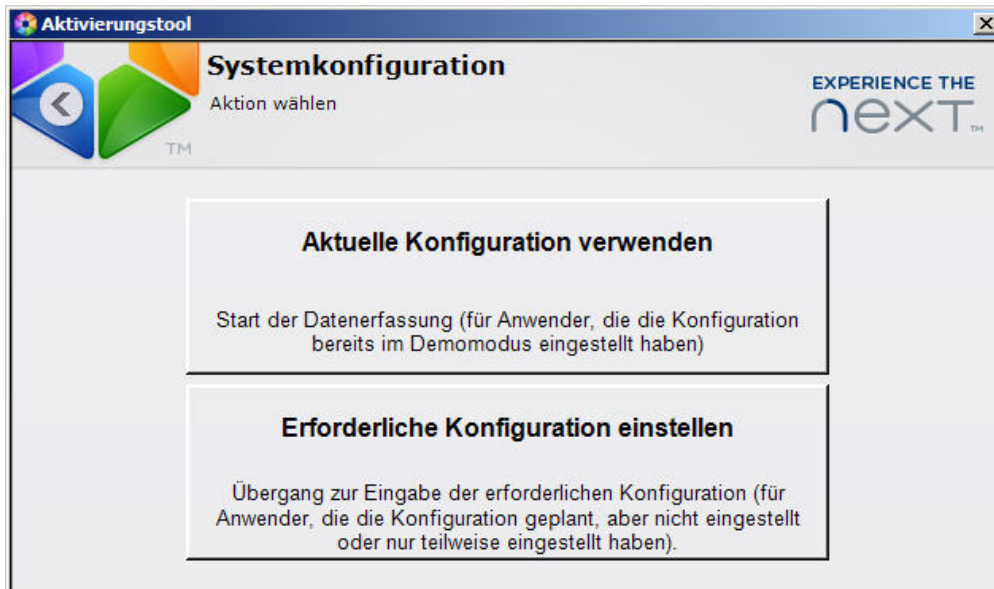 Aktivierungstool
Systemkonfiguration
Aktion wählen
TM
EXPERIENCE THE
nexT™
Aktuelle Konfiguration verwenden
Start der Datenerfassung (für Anwender, die die Konfiguration
bereits im Demomodus eingestellt haben)
Erforderliche Konfiguration einstellen
Übergang zur Eingabe der erforderlichen Konfiguration (für
Anwender, die die Konfiguration geplant, aber nicht eingestellt
oder nur teilweise eingestellt haben).